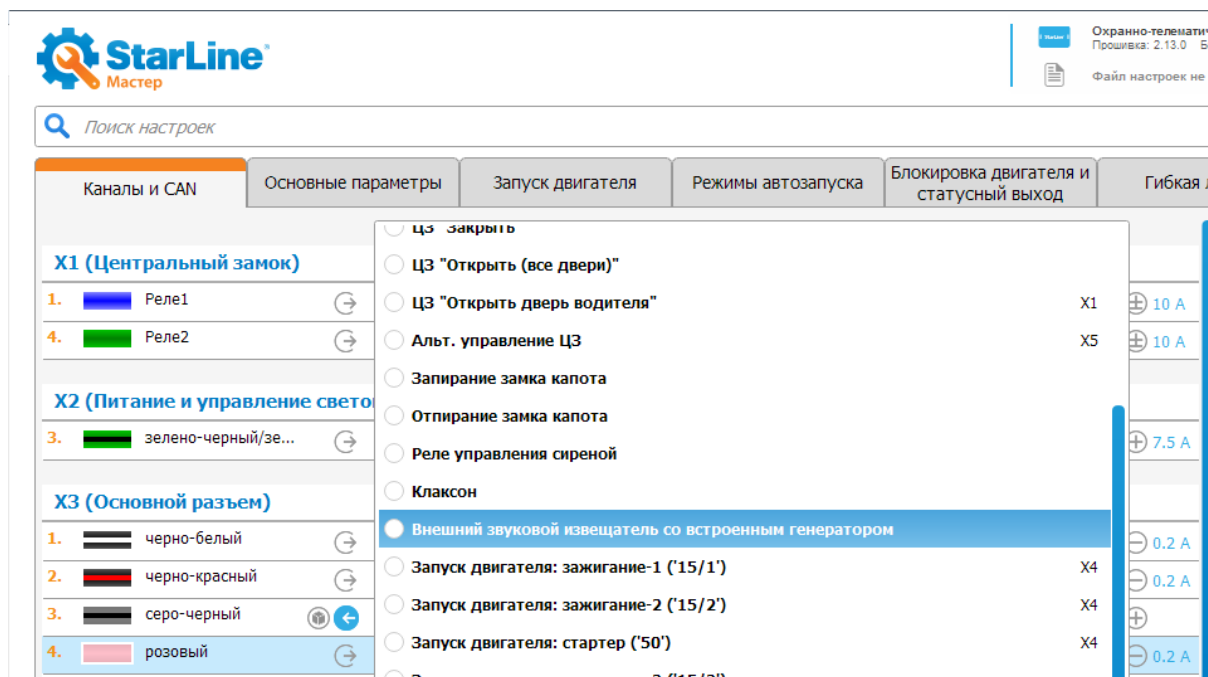 StarLine
Мастер
Охранно-телемати
Прошивка: 2.13.0 Б
Файл настроек не
Поиск настроек
Каналы и CAN
Основные параметры
Запуск двигателя
Режимы автозапуска
Блокировка двигателя и
статусный выход
Гибкая
X1 (Центральный замок)
1. Реле1 10 А
4. Реле2 10 А
X2 (Питание и управление свето
3. зелено-черный/зе... 7.5 А
X3 (Основной разъем)
1. черно-белый 0.2 А
2. черно-красный 0.2 А
3. серо-черный
4. розовый 0.2 А
ЦЗ "Закрыть"
ЦЗ "Открыть (все двери)"
ЦЗ "Открыть дверь водителя" X1
Альт. управление ЦЗ X5
Запирание замка капота
Отпирание замка капота
Реле управления сиреной
Клаксон
Внешний звуковой извещатель со встроенным генератором
Запуск двигателя: зажигание-1 ('15/1') X4
Запуск двигателя: зажигание-2 ('15/2') X4
Запуск двигателя: стартер ('50') X4